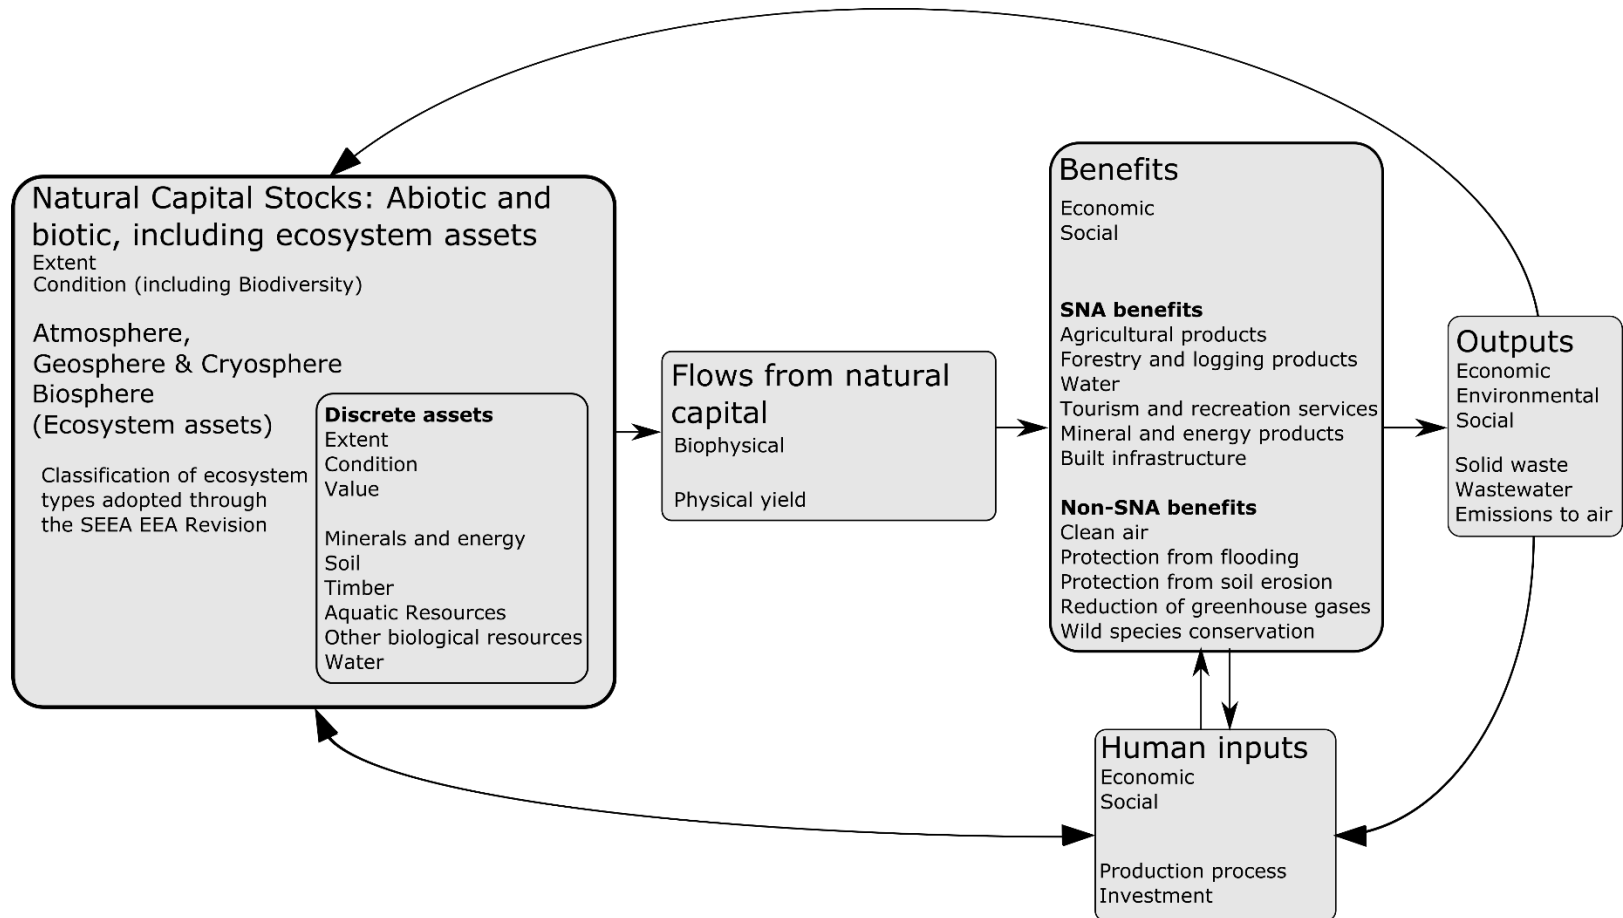 Natural Capital Stocks: Abiotic and
biotic, including ecosystem assets
Extent
Condition (including Biodiversity)
Atmosphere,
Geosphere & Cryosphere
Biosphere
(Ecosystem assets)
Classification of ecosystem
types adopted through
the SEEA EEA Revision
Discrete assets
Extent
Condition
Value
Minerals and energy
Soil
Timber
Aquatic Resources
Other biological resources
Water
Flows from natural
capital
Biophysical
Physical yield
Benefits
Economic
Social
SNA benefits
Agricultural products
Forestry and logging products
Water
Tourism and recreation services
Mineral and energy products
Built infrastructure
Non-SNA benefits
Clean air
Protection from flooding
Protection from soil erosion
Reduction of greenhouse gases
Wild species conservation
Outputs
Economic
Environmental
Social
Solid waste
Wastewater
Emissions to air
Human inputs
Economic
Social
Production process
Investment